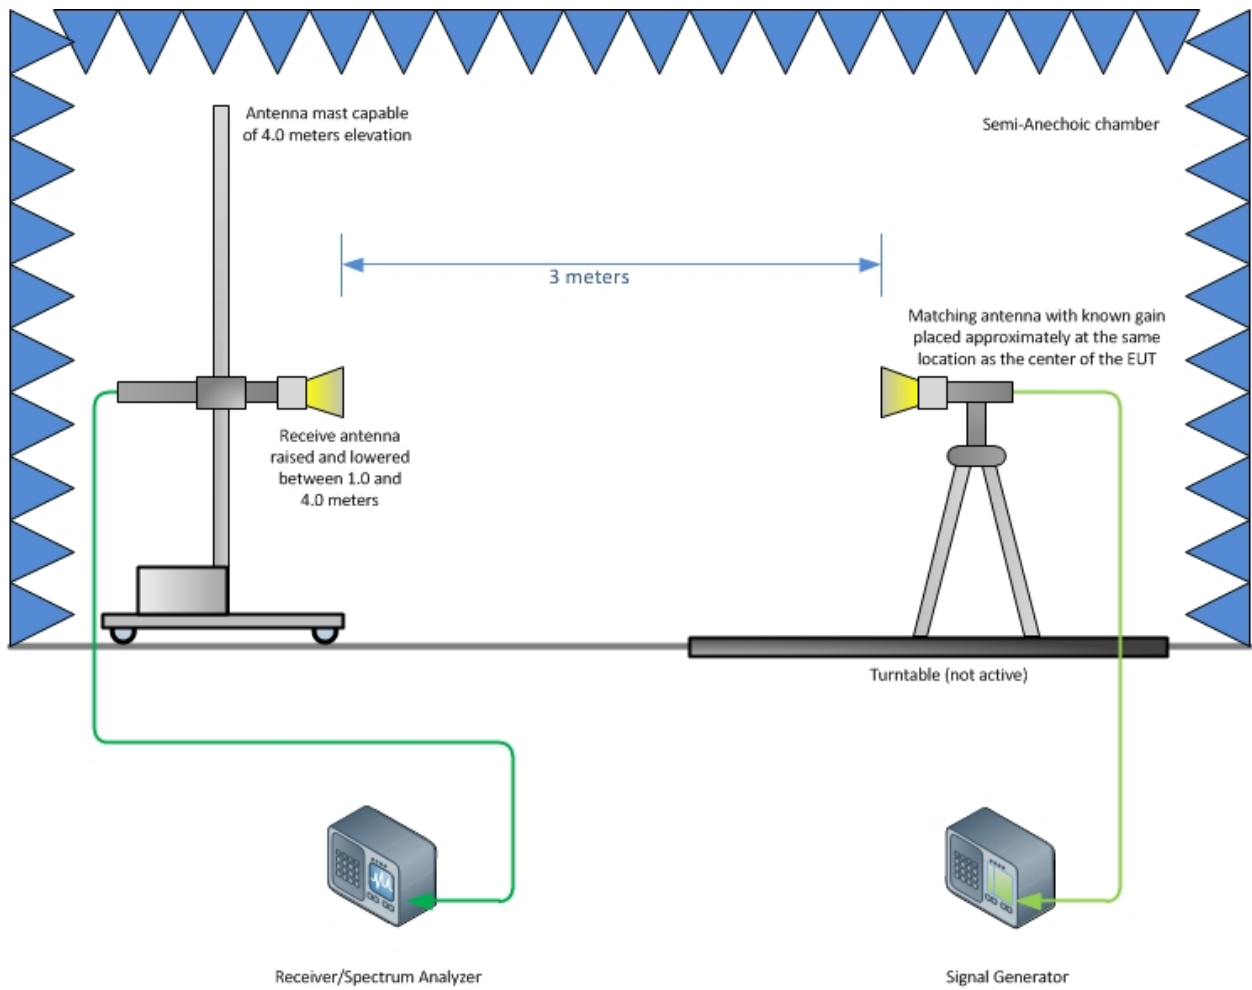 Antenna mast capable
of 4.0 meters elevation
Semi-Anechoic chamber
3 meters
Matching antenna with known gain
placed approximately at the same
location as the center of the EUT
Receive antenna
raised and lowered
between 1.0 and
4.0 meters
Turntable (not active)
Receiver/Spectrum Analyzer
Signal Generator